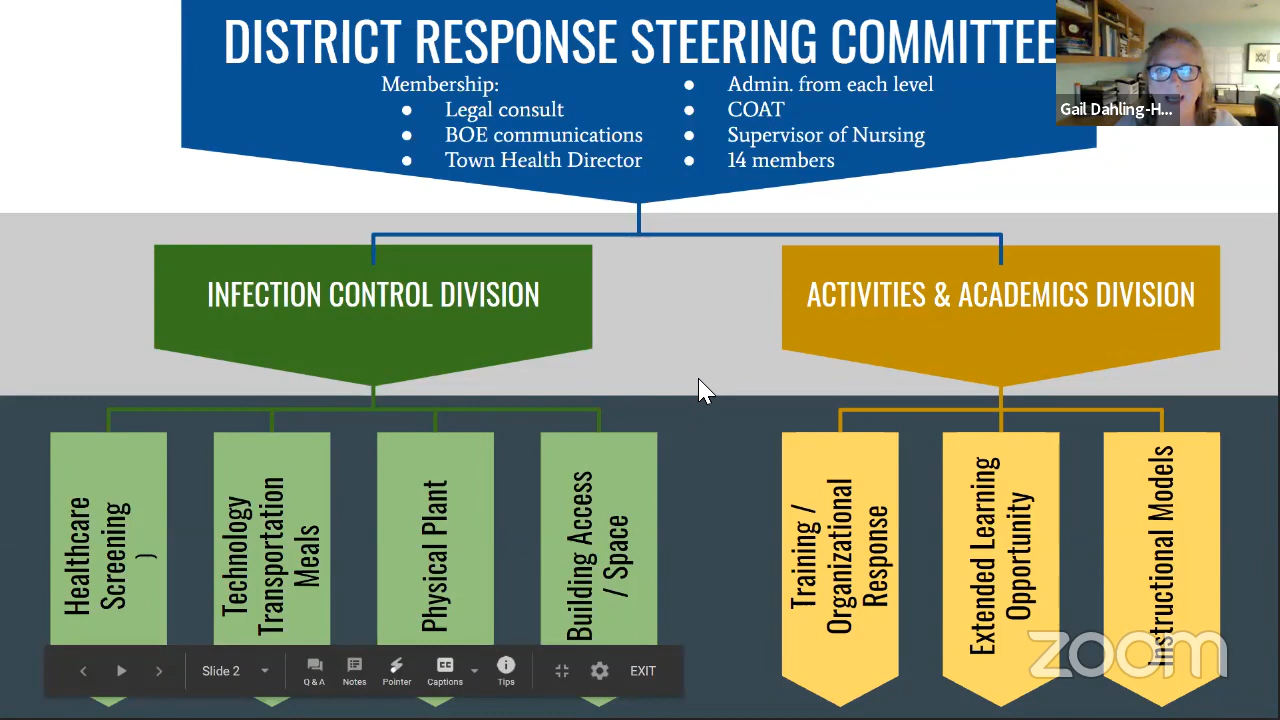 DISTRICT RESPONSE STEERING COMMITTEE
Membership:
● Legal consult
● BOE communications
● Town Health Director
● Admin. from each level
● COAT
● Supervisor of Nursing
● 14 members
Gail Dahling-H...
INFECTION CONTROL DIVISION
ACTIVITIES & ACADEMICS DIVISION
Healthcare
Screening
)
Technology
Transportation
Meals
Physical Plant
Building Access
/ Space
Training /
Organizational
Response
Extended Learning
Opportunity
Instructional Models
Slide 2
Q & A
Notes
Pointer
CC
Captions
Tips
EXIT
zoom